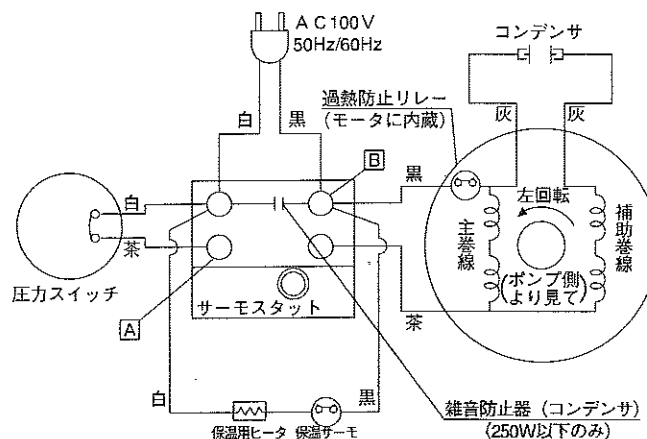 AC100V
50Hz/60Hz
コンデンサ
過熱防止リレー
(モータに内蔵)
白
黒
灰
灰
B
黒
白
左回転
主巻線
補助巻線
茶
圧力スイッチ
(ポンプ側
より見て)
A
サーモスタット
茶
白
黒
保温用ヒータ
保温サーモ
雑音防止器(コンデンサ)
(250W以下のみ)